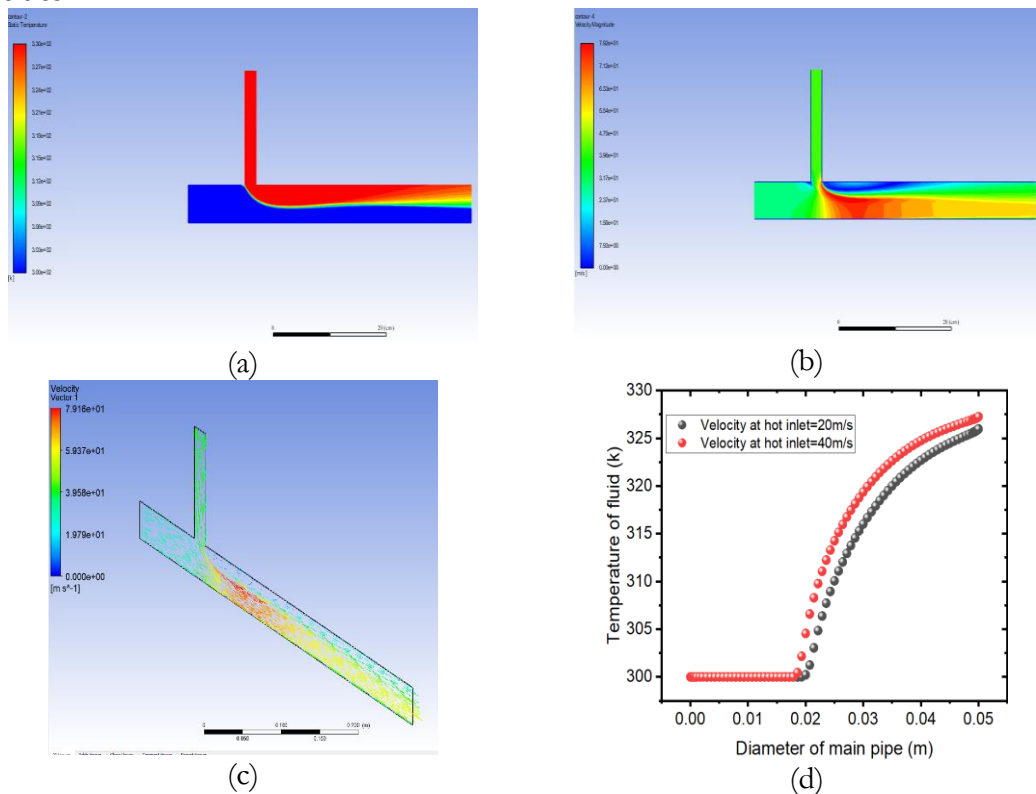 contour-2
Static Temperature
3.30e+02
3.27e+02
3.24e+02
3.21e+02
3.18e+02
3.15e+02
3.12e+02
3.09e+02
3.06e+02
3.03e+02
3.00e+02
[k]
0
20 (cm)
(a)
contour-4
Velocity Magnitude
7.92e+01
7.13e+01
6.33e+01
5.54e+01
4.75e+01
3.96e+01
3.17e+01
2.37e+01
1.58e+01
7.92e+00
0.00e+00
[m/s]
0
20 (cm)
(b)
Velocity
Vector 1
7.916e+01
5.937e+01
3.958e+01
1.979e+01
0.000e+00
[m s^-1]
0
0.100
0.200 (m)
0.050
0.150
(c)
330
325
320
315
310
305
300
Temperature of fluid (k)
Velocity at hot inlet=20m/s
Velocity at hot inlet=40m/s
0.00 0.01 0.02 0.03 0.04 0.05
Diameter of main pipe (m)
(d)